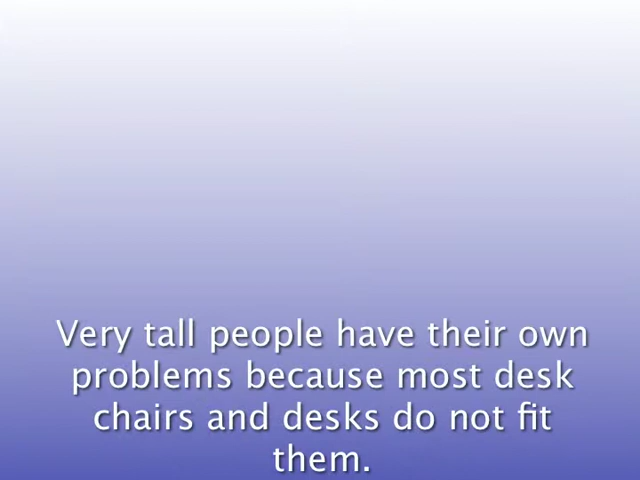 Very tall people have their own
problems because most desk
chairs and desks do not fit
them.